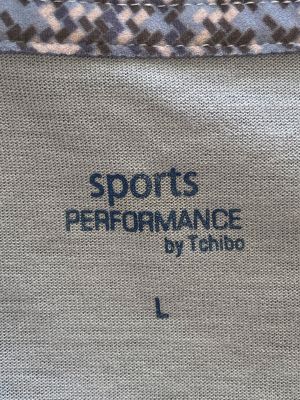 sports
PERFORMANCE
by Tchibo
L